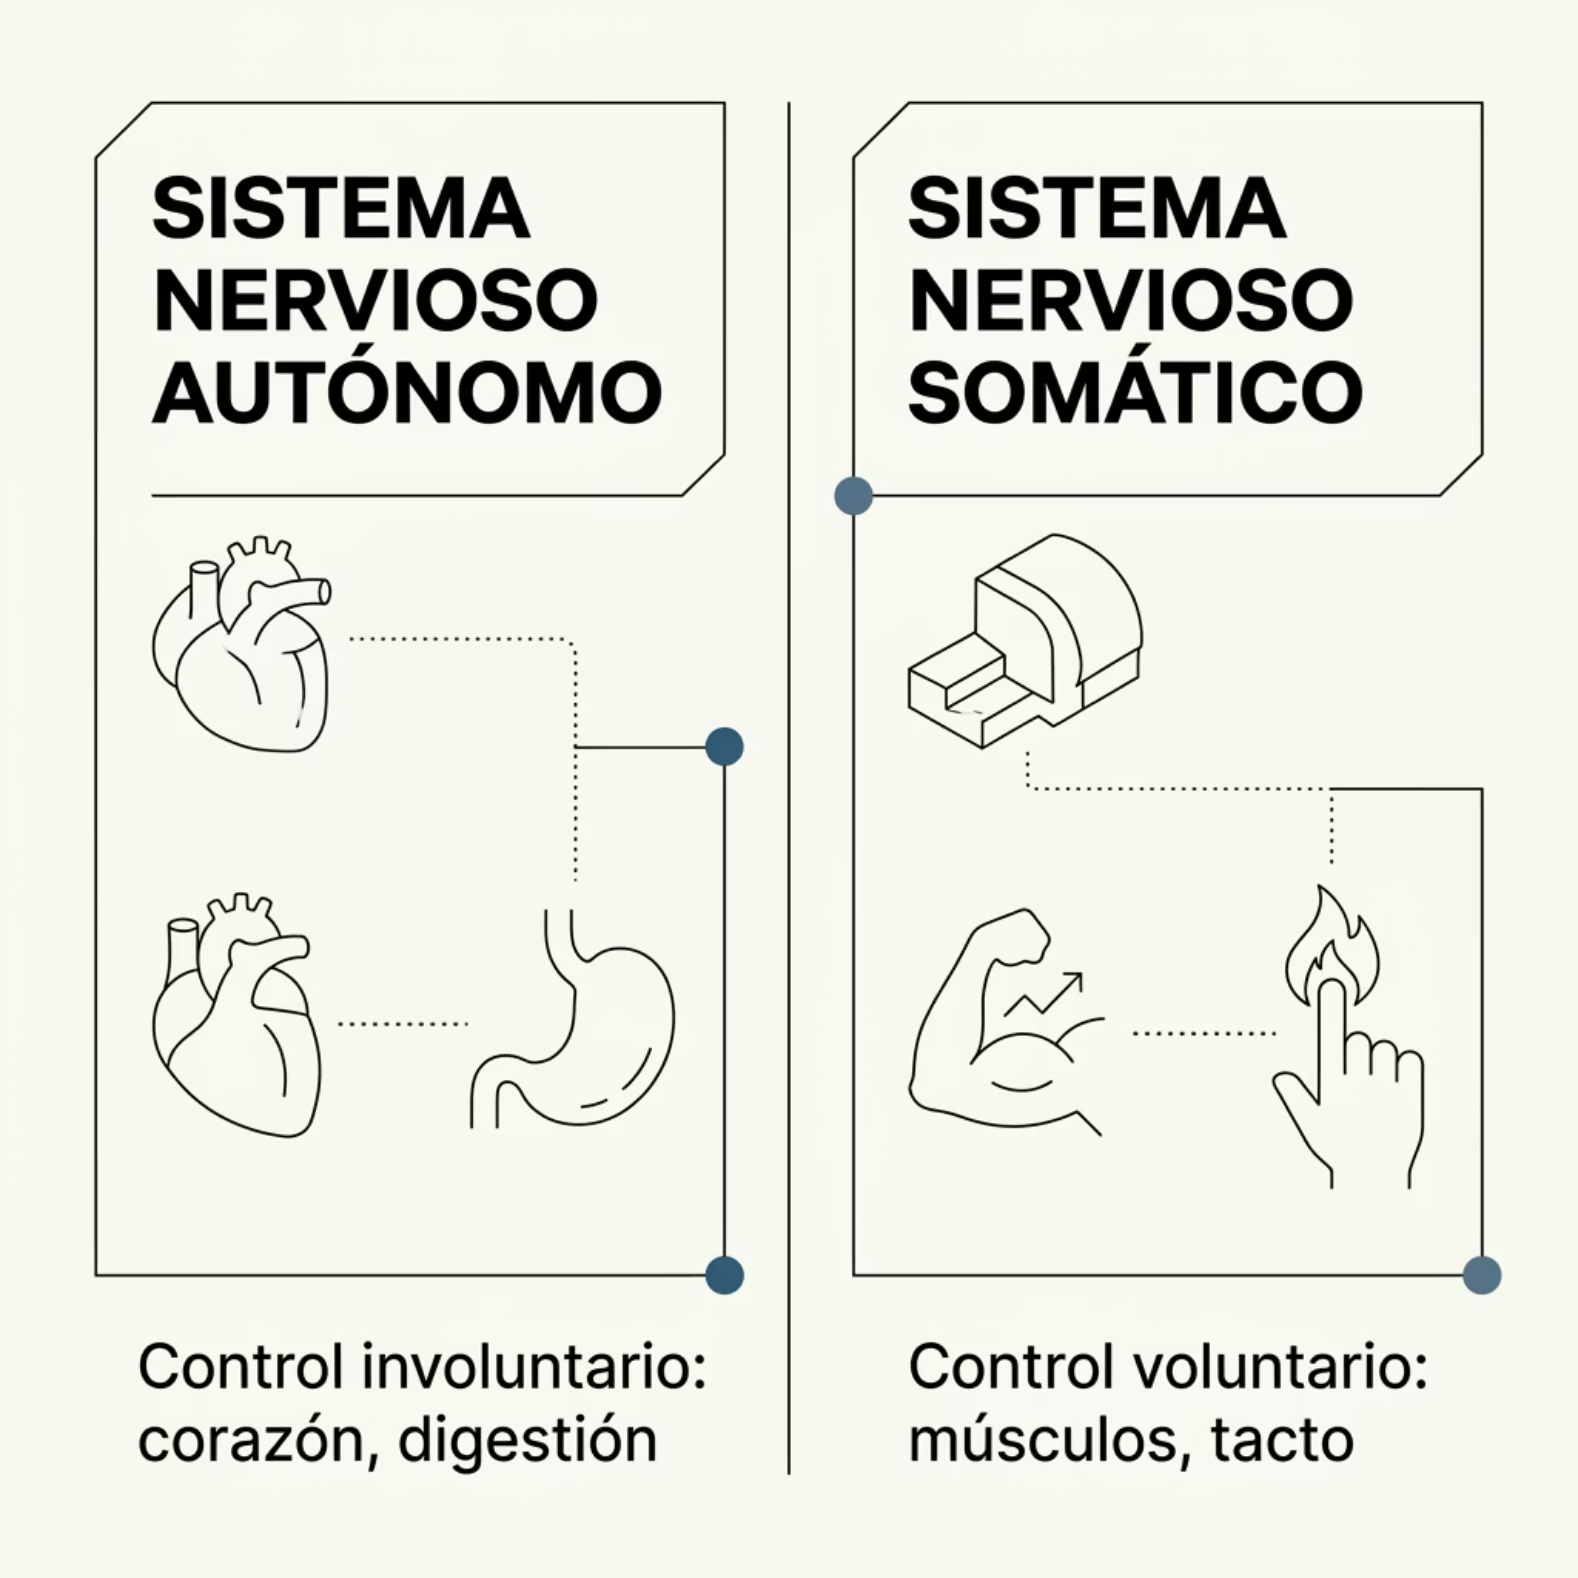 SISTEMA
NERVIOSO
AUTÓNOMO
Control involuntario:
corazón, digestión
SISTEMA
NERVIOSO
SOMÁTICO
Control voluntario:
músculos, tacto